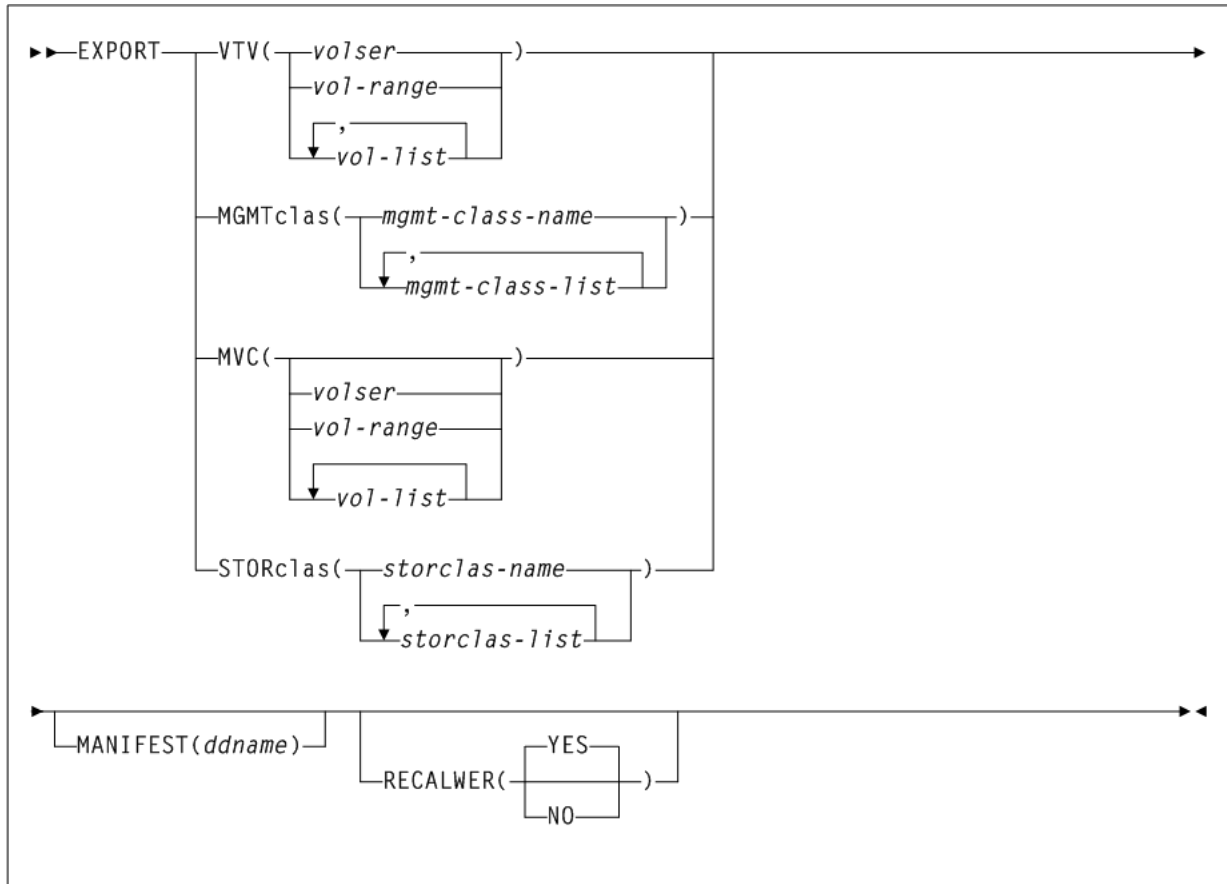 EXPORT VTV( volser )
vol-range
,
vol-list
MGMTclas( mgmt-class-name )
,
mgmt-class-list
MVC( )
volser
vol-range
vol-list
STORclas( storclas-name )
,
storclas-list
MANIFEST(ddname)
YES
RECALWER( )
NO